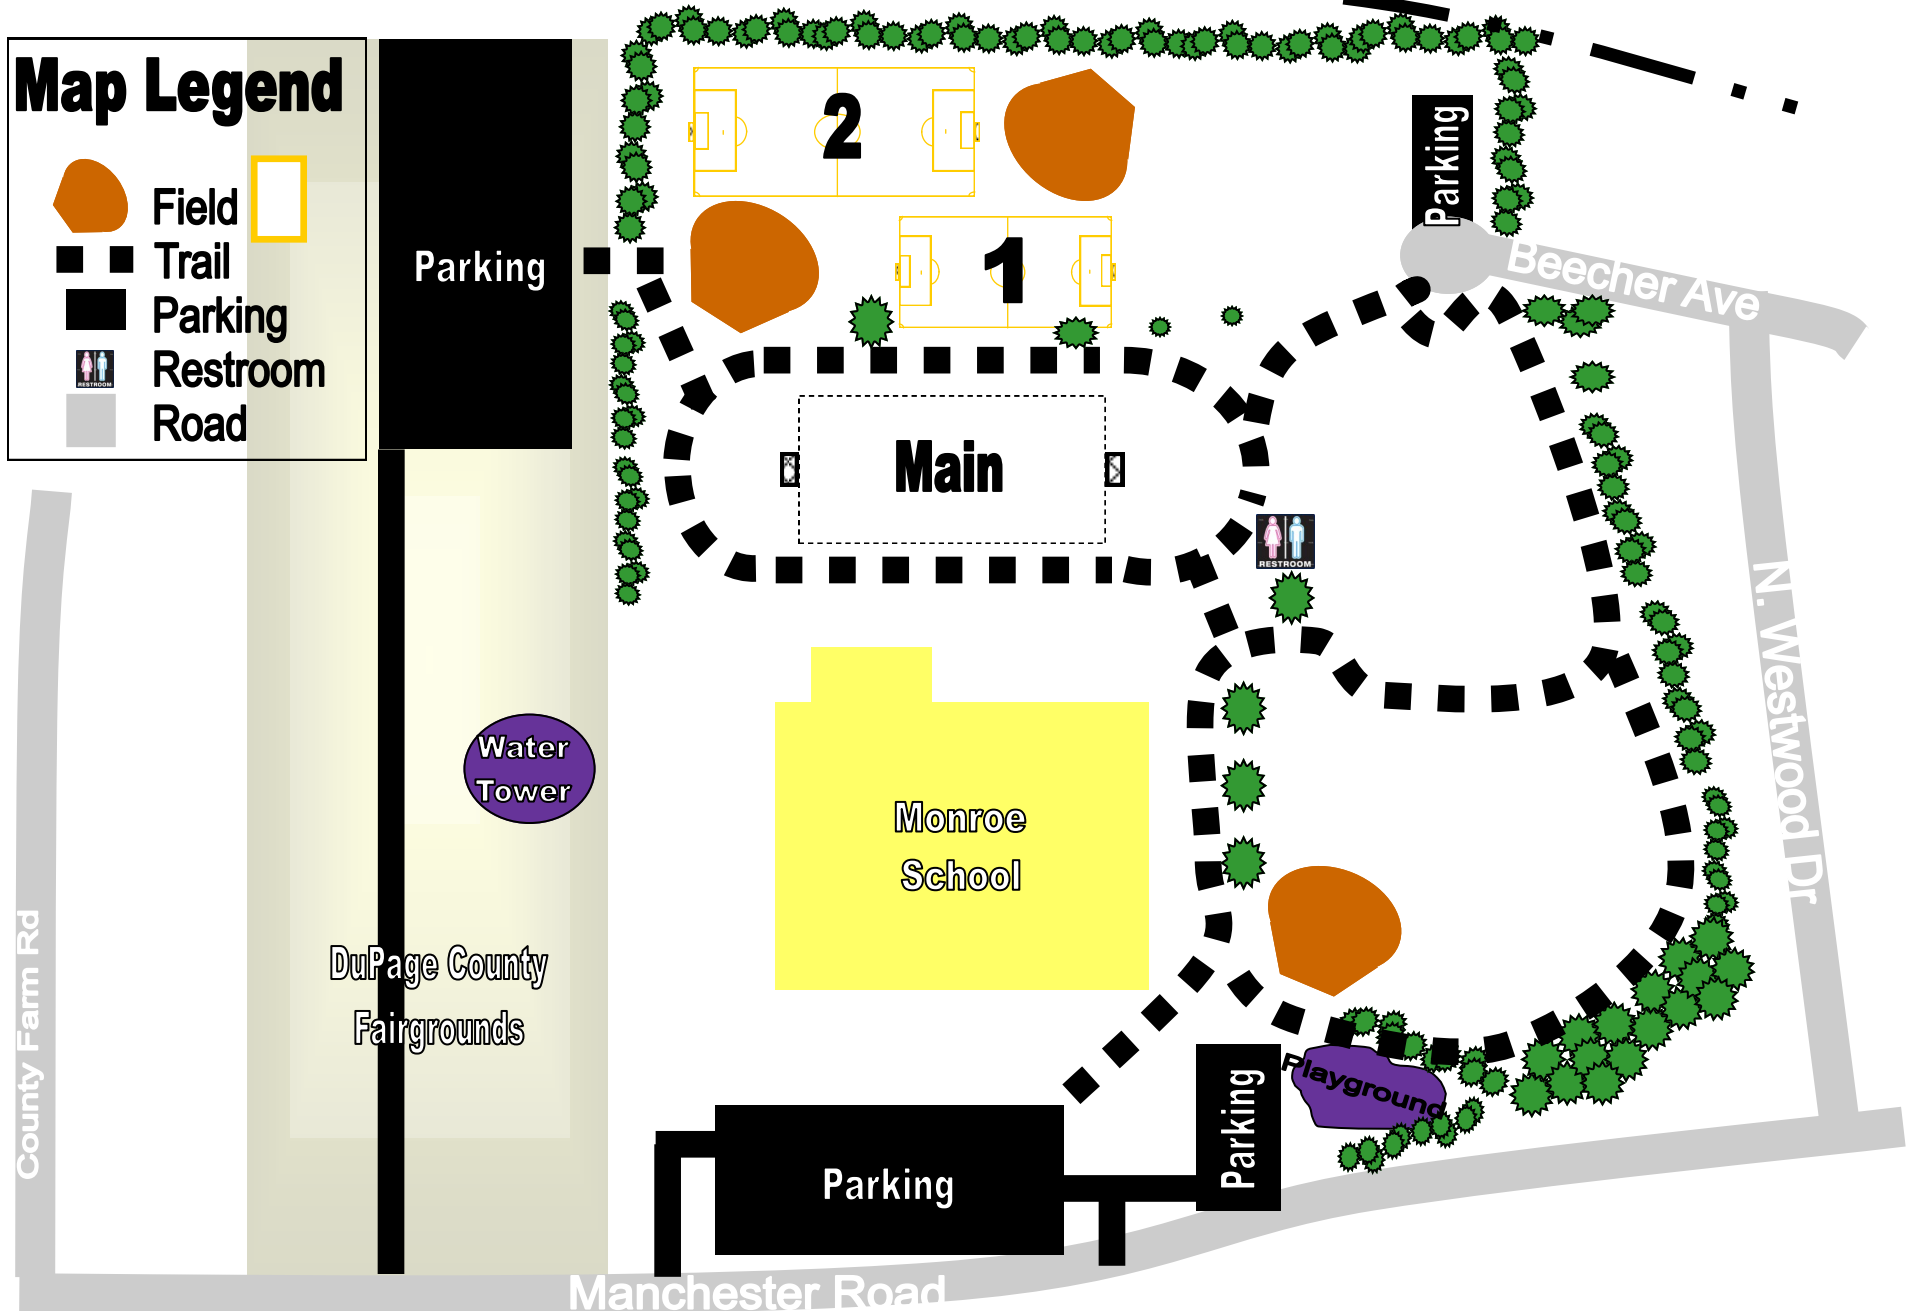 Map Legend
Field
Trail
Parking
RESTROOM
Restroom
Road
Parking
2
1
Main
Parking
Beecher Ave
RESTROOM
N. Westwood Dr
Water
Tower
Monroe
School
DuPage County
Fairgrounds
County Farm Rd
Playground
Parking
Parking
Manchester Road